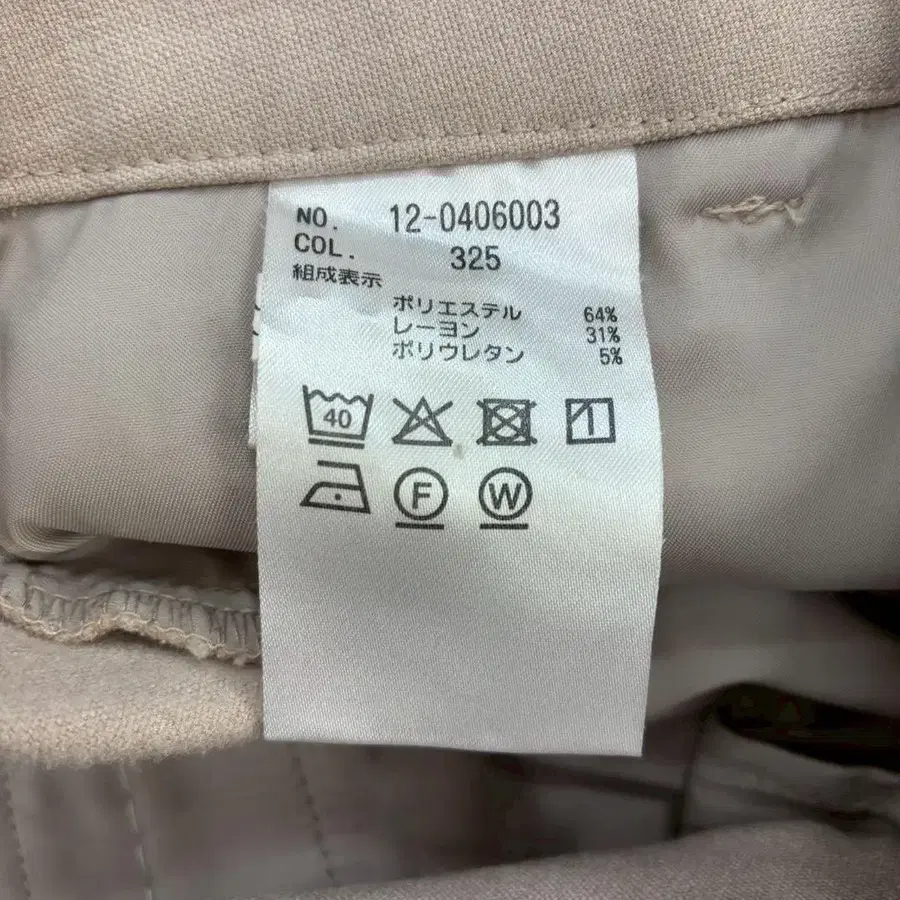 NO. 12-0406003
COL. 325
組成表示
ポリエステル 64%
レーヨン 31%
ポリウレタン 5%
40
F W